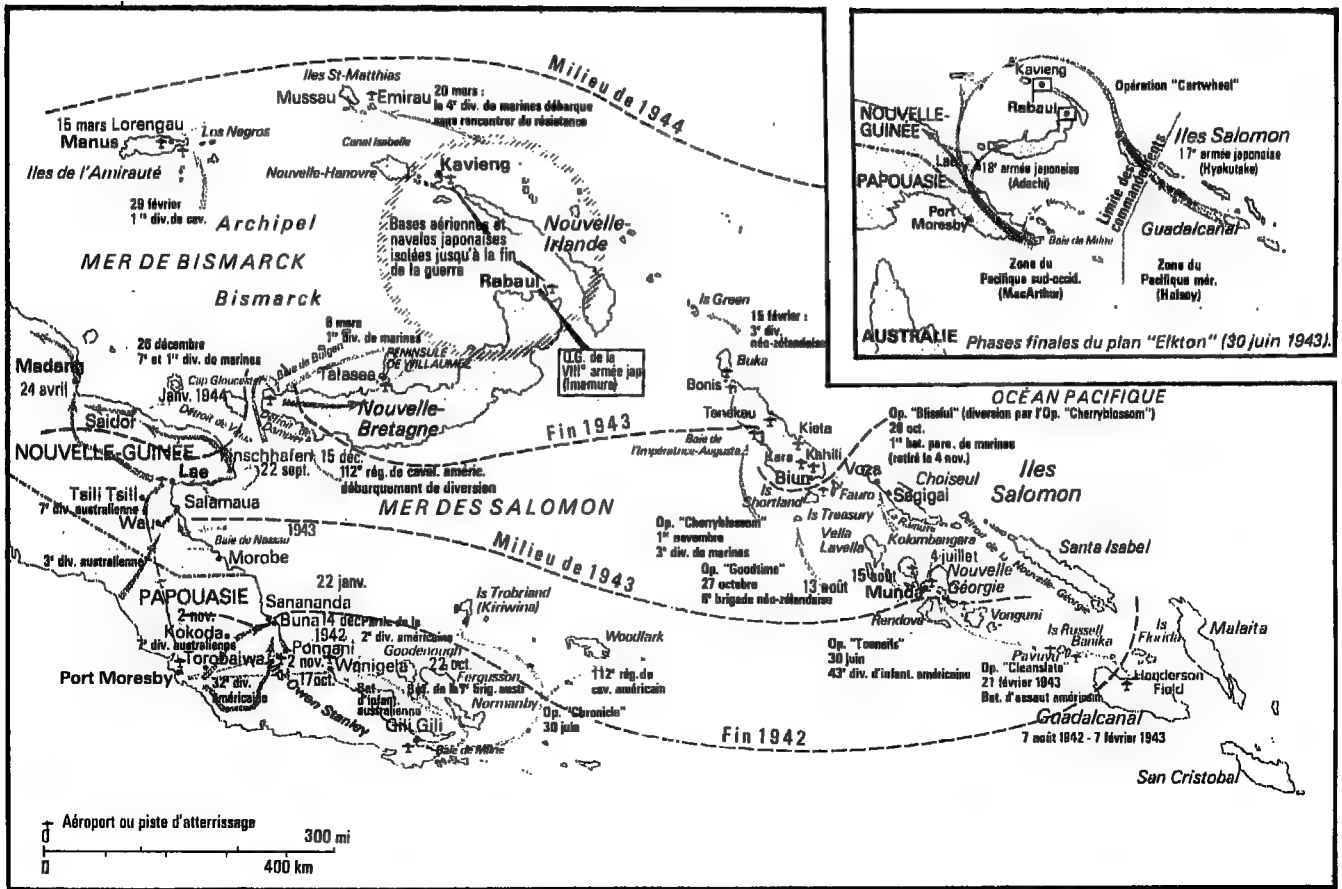 Milieu de 1944
Iles St-Matthias
Mussau
Emirau
20 mars :
la 4e div. de marines débarque
sans rencontrer du résistance
15 mars
Lorengau
Manus
Los Negros
Iles de l'Amirauté
29 février
1re div. de cav.
Canal Isabelle
Nouvelle-Hanovre
Kavieng
Archipel
Bismarck
MER DE BISMARCK
Bases aériennes et
navales japonaises
isolées jusqu'à la fin
de la guerre
Nouvelle-
Irlande
Rabaul
Q.G. de la
VIIIe armée jap.
(Imamura)
8 mars
1re div. de marines
PENINSULE
DE WILLAUMEZ
Talasea
26 décembre
7e et 1re div. de marines
Cap Gloucester
Janv. 1944
Nouvelle-
Bretagne
Madang
24 avril
Saidor
NOUVELLE-GUINÉE
Lae
inschhafen
22 sept.
15 déc.
112e rég. de caval. améric.
débarquement de diversion
Fin 1943
MER DES SALOMON
Tsili Tsili
7e div. australienne
Salamaua
Wau
1943
Baie de Nassau
Morobe
3e div. australienne
Milieu de 1943
PAPOUASIE
22 janv.
Sanananda
Buna
14 déc.
1942
2 nov.
Kokoda
7e div. australienne
Torobaiwa
Port Moresby
32e div.
américaine
Pongani
2 nov.
Wanigela
17 oct.
Owen Stanley
Bat.
d'infant.
australienne
Gili Gili
Baie de Milne
2e div. américaine
Goodenough
22 oct.
Fergusson
Normanby
Is Trobriand
(Kiriwina)
Woodlark
112e rég. de
cav. américain
Op. "Chronicle"
30 juin
Fin 1942
Is Green
15 février :
3e div.
néo-zélandaise
Buka
Bonis
Tenekau
Kieta
Baie de
l'Impératrice-Augusta
Kara
Kahili
Biun
Is
Shortland
Fauro
Is Treasury
OCÉAN PACIFIQUE
Op. "Blissful" (diversion par l'Op. "Cherryblossom")
28 oct.
1er bat. para. de marines
(retiré le 4 nov.)
Voza
Choiseul
Sagigai
Iles
Salomon
Op. "Cherryblossom"
1er novembre
3e div. de marines
Op. "Goodtime"
27 octobre
8e brigade néo-zélandaise
Vella
Lavella
Kolombangara
13 août
15 août
4 juillet
Nouvelle
Géorgie
Munda
Rendova
Vonguni
Détroit de la Nouvelle Géorgie
Santa Isabel
Op. "Toenails"
30 juin
43e div. d'infant. américaine
Is Russell
Pavuvu
Banika
Op. "Cleanslate"
21 février 1943
Bat. d'assaut américain
Is
Florida
Malaita
Henderson
Field
Guadalcanal
7 août 1942 - 7 février 1943
San Cristobal
Aéroport ou piste d'atterrissage
0
300 mi
0
400 km
Kavieng
Rabaul
Opération "Cartwheel"
NOUVELLE-
GUINÉE
Lae
18e armée japonaise
(Adachi)
Iles Salomon
17e armée japonaise
(Hyakutake)
PAPOUASIE
Port
Moresby
Baie de Milne
Limite des
commandements
Guadalcanal
Zone du
Pacifique sud-occid.
(MacArthur)
Zone du
Pacifique mér.
(Halsey)
AUSTRALIE
Phases finales du plan "Elkton" (30 juin 1943).